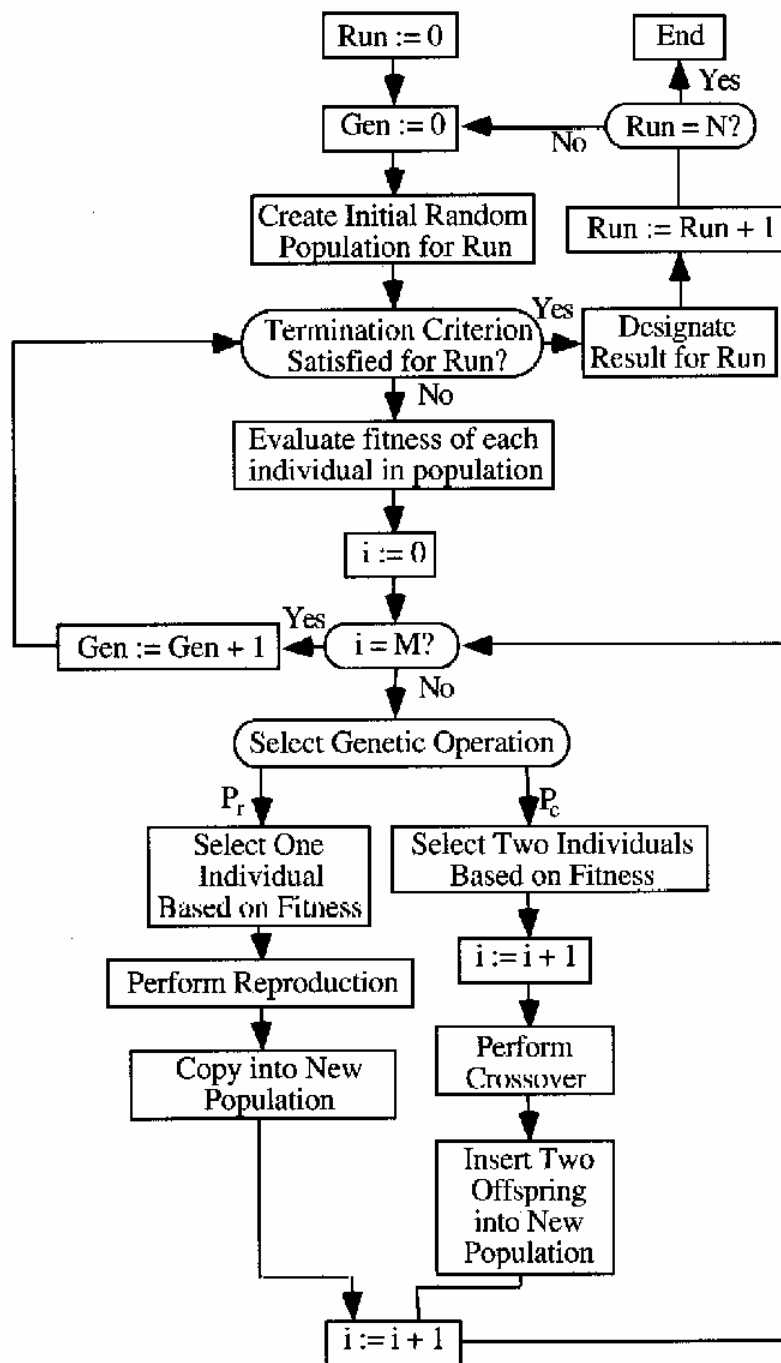 Run := 0
End
Yes
Gen := 0
No
Run = N?
Create Initial Random
Population for Run
Run := Run + 1
Termination Criterion
Satisfied for Run?
Yes
Designate
Result for Run
No
Evaluate fitness of each
individual in population
i := 0
Gen := Gen + 1
Yes
i = M?
No
Select Genetic Operation
Pr
Pc
Select One
Individual
Based on Fitness
Select Two Individuals
Based on Fitness
i := i + 1
Perform Reproduction
Perform
Crossover
Copy into New
Population
Insert Two
Offspring
into New
Population
i := i + 1